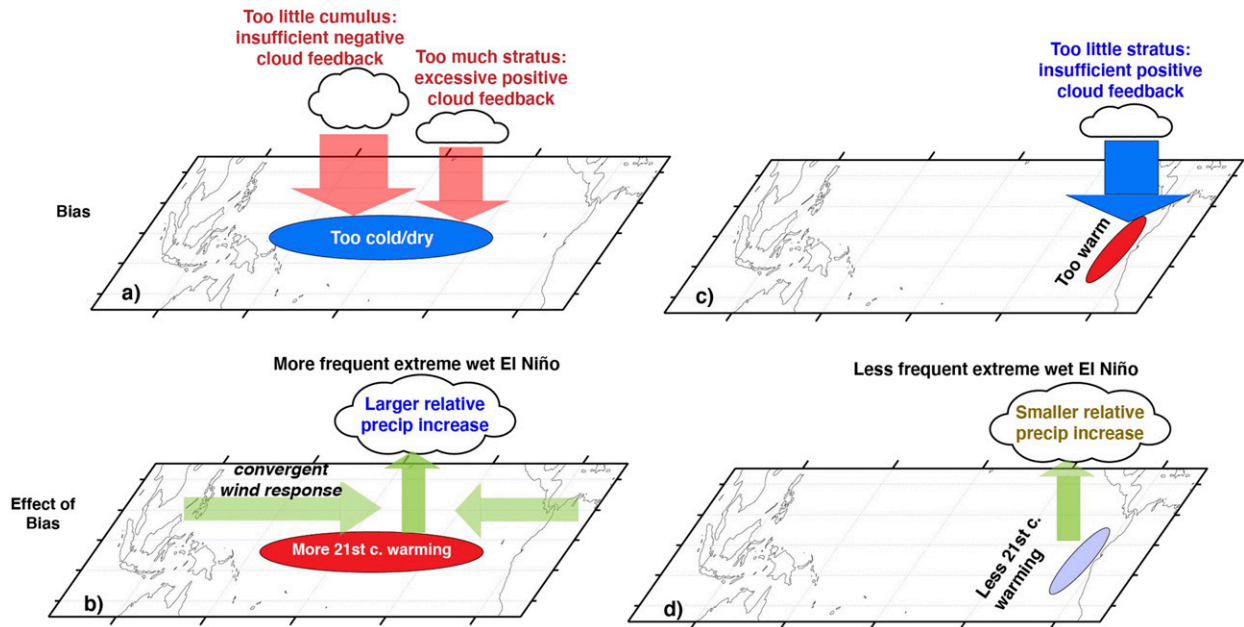 Too little cumulus:
insufficient negative
cloud feedback
Too much stratus:
excessive positive
cloud feedback
Bias
Too cold/dry
a)
Too little stratus:
insufficient positive
cloud feedback
Too warm
c)
More frequent extreme wet El Niño
Larger relative
precip increase
convergent
wind response
Effect of
Bias
More 21st c. warming
b)
Less frequent extreme wet El Niño
Smaller relative
precip increase
Less 21st c.
warming
d)